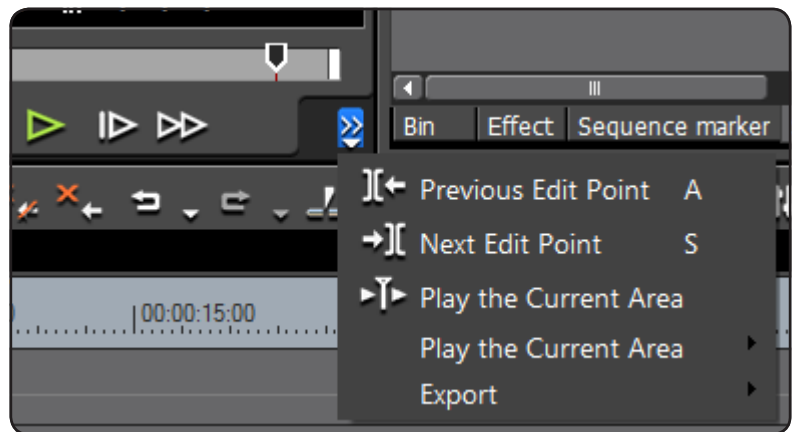 Bin Effect Sequence marker
Previous Edit Point A
Next Edit Point S
00:00:15:00
Play the Current Area
Play the Current Area
Export